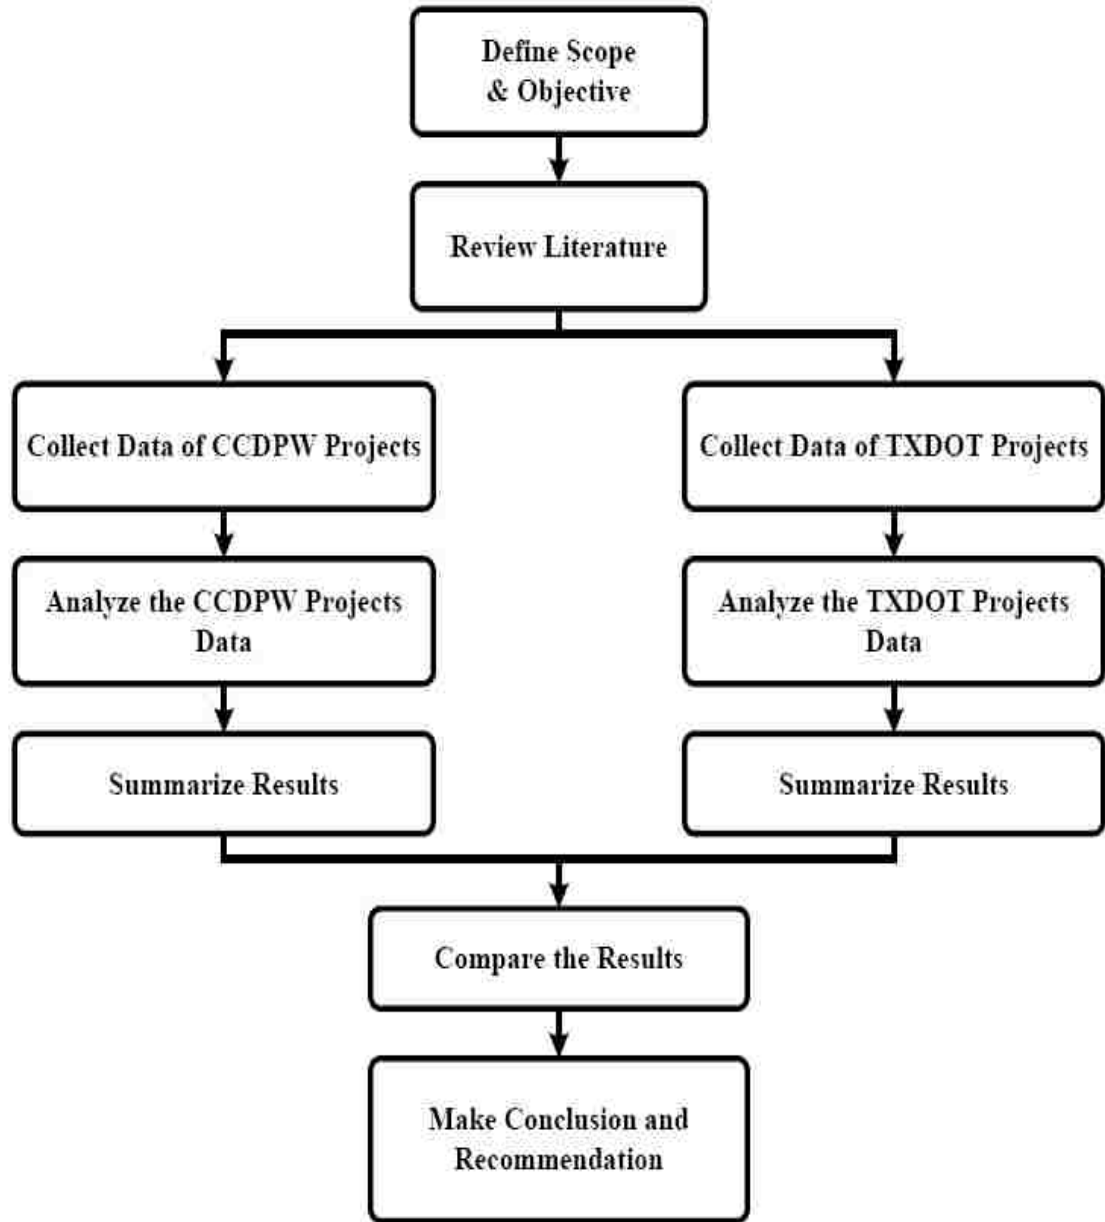 Define Scope
& Objective
Review Literature
Collect Data of CCDPW Projects
Analyze the CCDPW Projects
Data
Summarize Results
Collect Data of TXDOT Projects
Analyze the TXDOT Projects
Data
Summarize Results
Compare the Results
Make Conclusion and
Recommendation